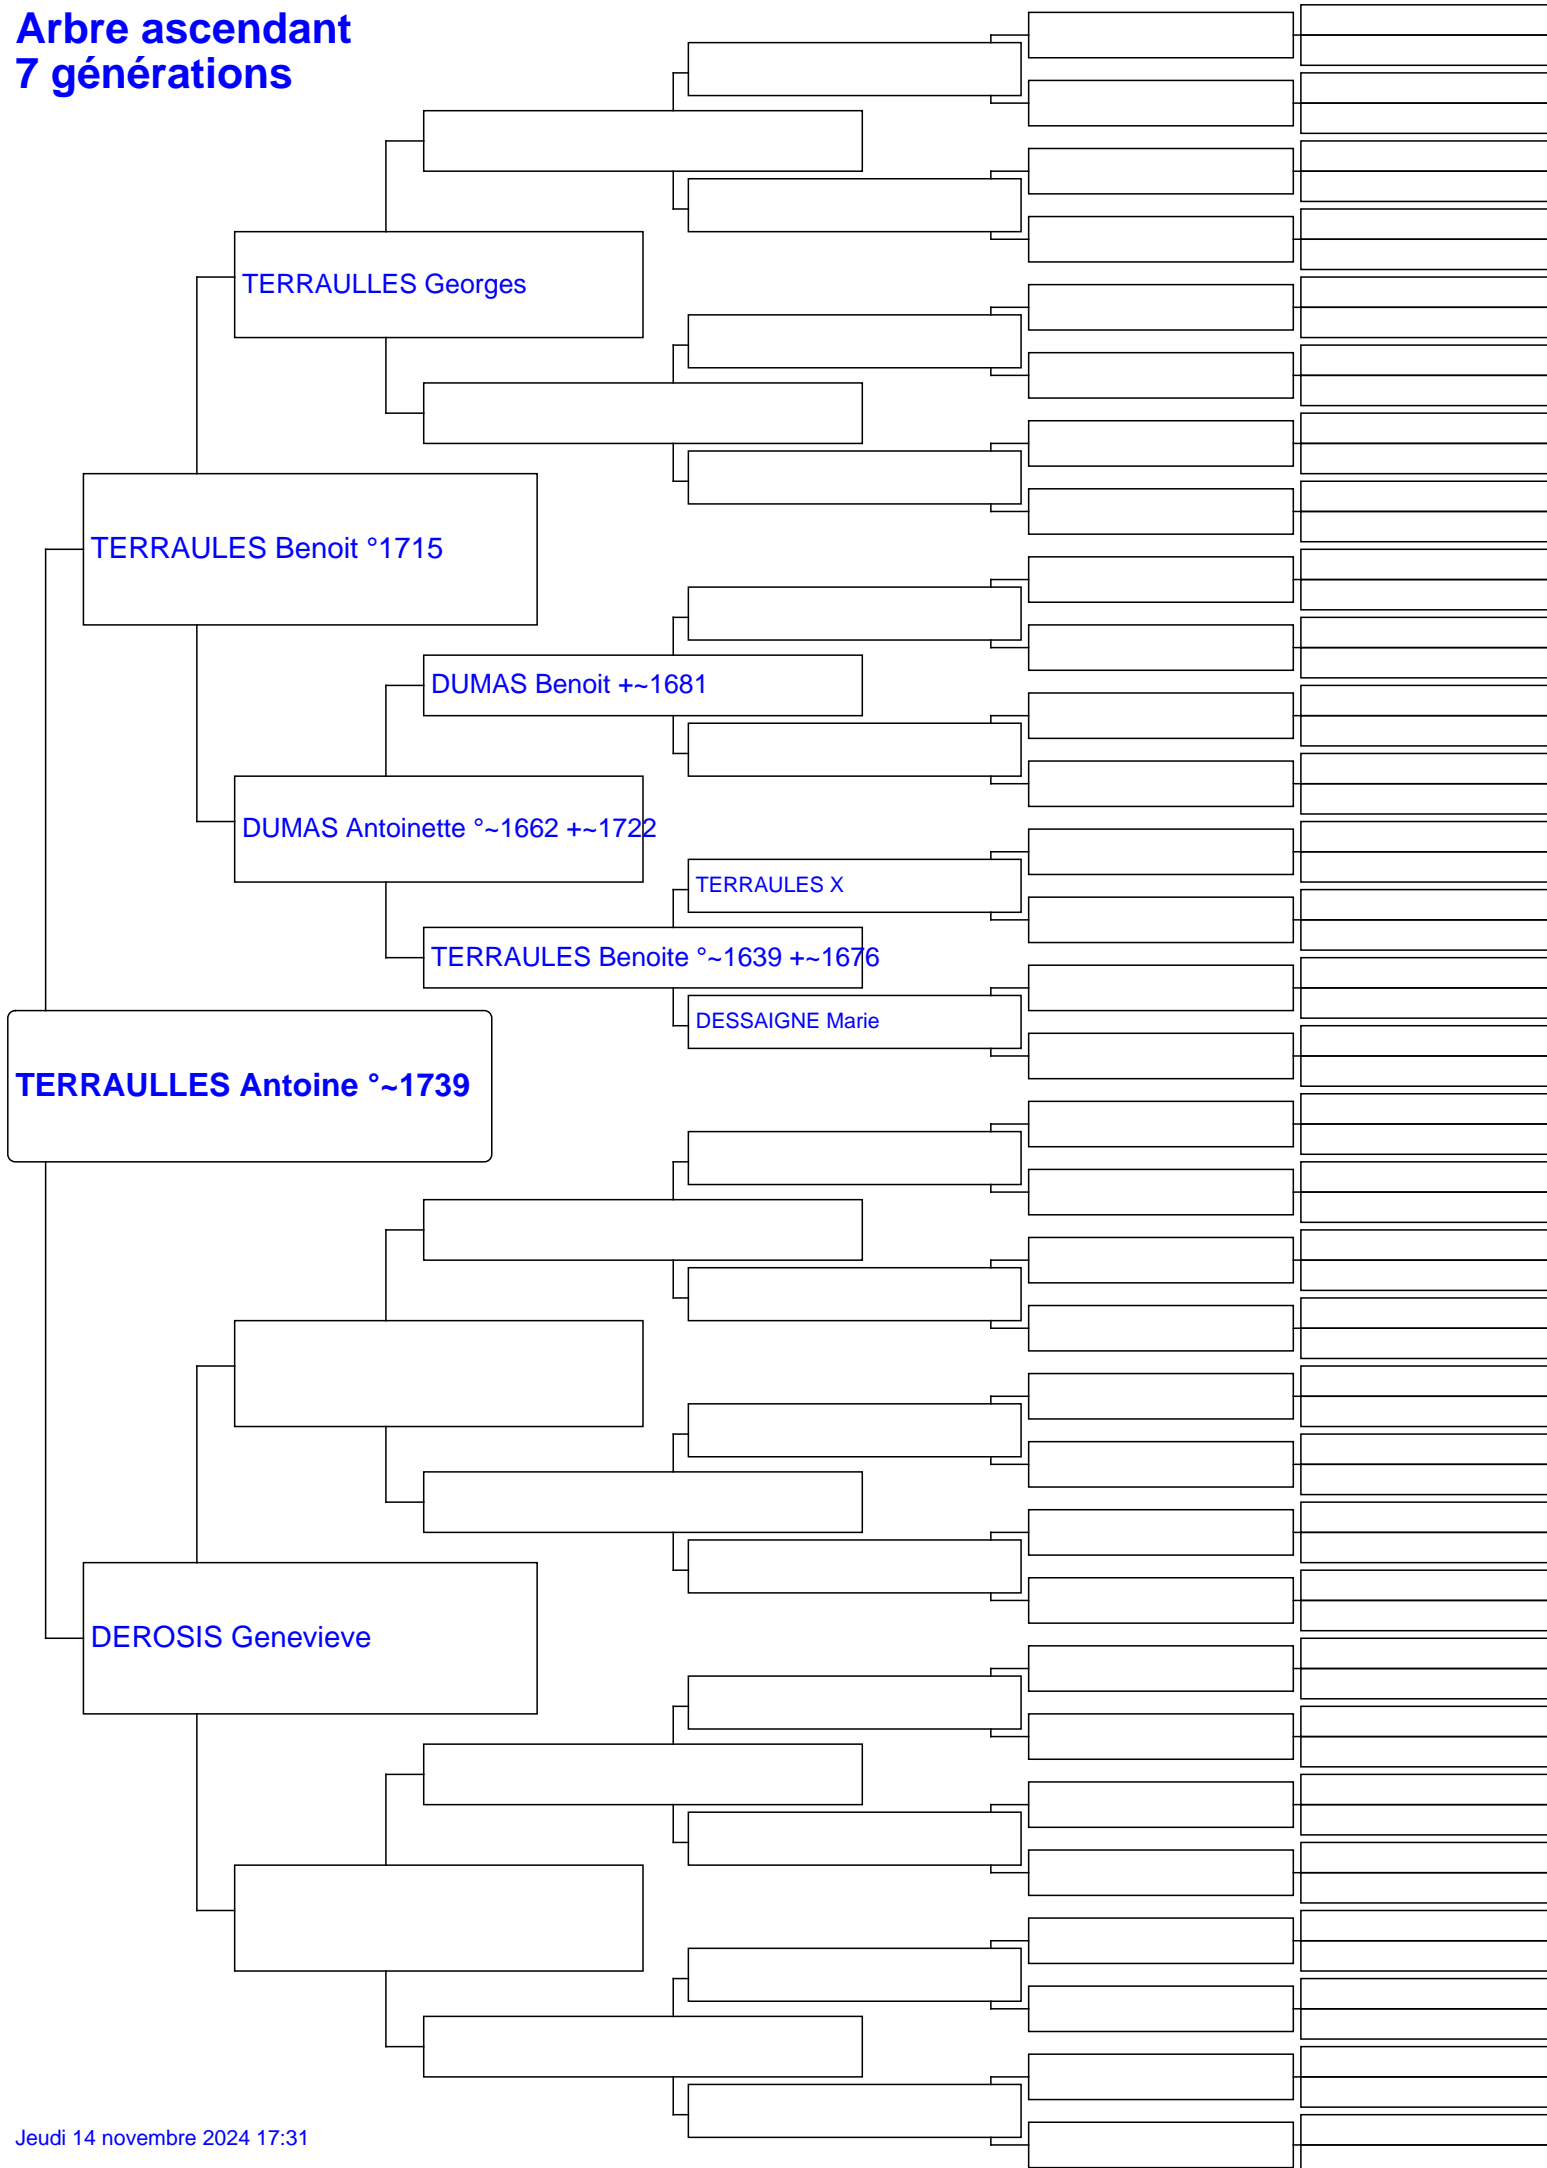 Arbre ascendant
7 générations
TERRAULLES Georges
TERRAULES Benoit °1715
DUMAS Benoit +~1681
DUMAS Antoinette °~1662 +~1722
TERRAULES X
TERRAULES Benoite °~1639 +~1676
DESSAIGNE Marie
TERRAULLES Antoine °~1739
DEROSIS Genevieve
Jeudi 14 novembre 2024 17:31